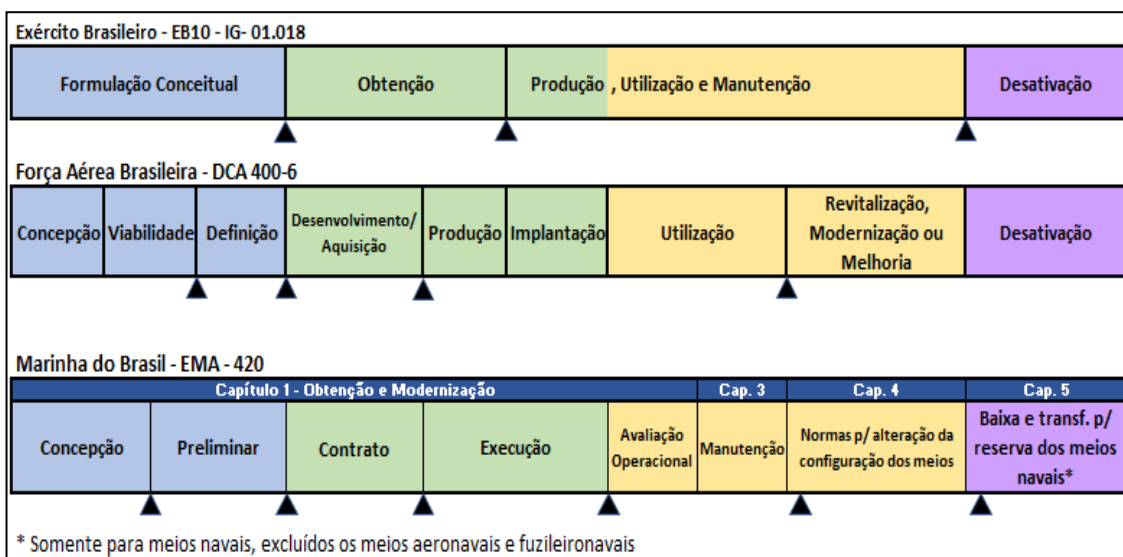 Exército Brasileiro - EB10 - IG- 01.018
Formulação Conceitual
Obtenção
Produção , Utilização e Manutenção
Desativação
Força Aérea Brasileira - DCA 400-6
Concepção
Viabilidade
Definição
Desenvolvimento/
Aquisição
Produção
Implantação
Utilização
Revitalização,
Modernização ou
Melhoria
Desativação
Marinha do Brasil - EMA - 420
Capítulo 1 - Obtenção e Modernização
Cap. 3
Cap. 4
Cap. 5
Concepção
Preliminar
Contrato
Execução
Avaliação
Operacional
Manutenção
Normas p/ alteração da
configuração dos meios
Baixa e transf. p/
reserva dos meios
navais*
* Somente para meios navais, excluídos os meios aeronavais e fuzileironavais